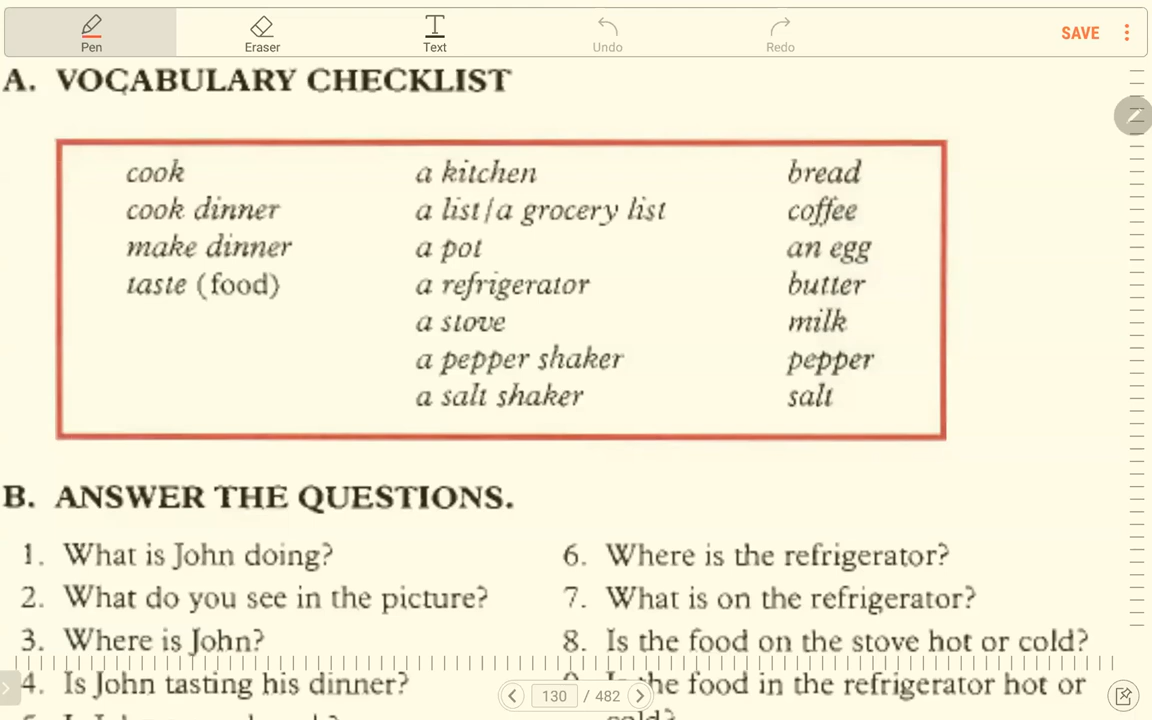 Pen
Eraser
Text
Undo
Redo
SAVE
A. VOCABULARY CHECKLIST
cook a kitchen bread
cook dinner a list/a grocery list coffee
make dinner a pot an egg
taste (food) a refrigerator butter
a stove milk
a pepper shaker pepper
a salt shaker salt
B. ANSWER THE QUESTIONS.
1. What is John doing?
2. What do you see in the picture?
3. Where is John?
4. Is John tasting his dinner?
6. Where is the refrigerator?
7. What is on the refrigerator?
8. Is the food on the stove hot or cold?
the food in the refrigerator hot or
cold?
130 / 482